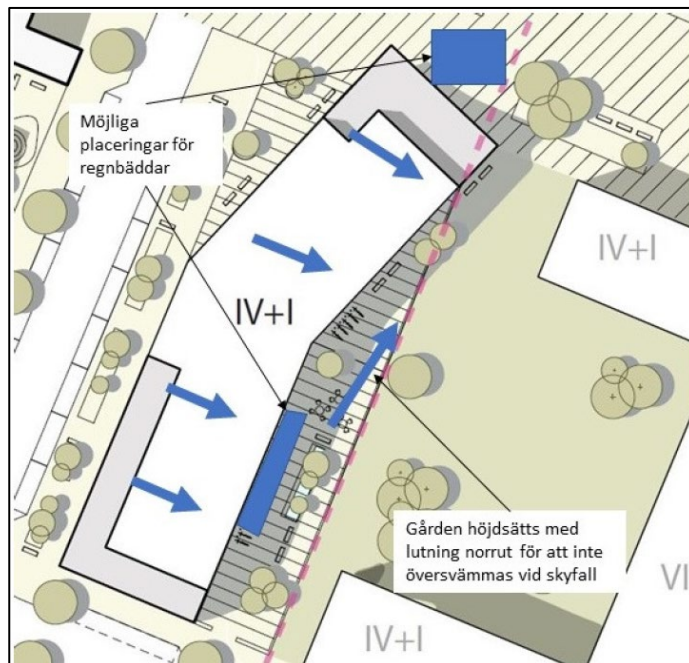 Möjliga
placeringar för
regnbäddar
IV+I
IV+I
Gården höjdsätts med
lutning norrut för att inte
översvämmas vid skyfall
VI
IV+I